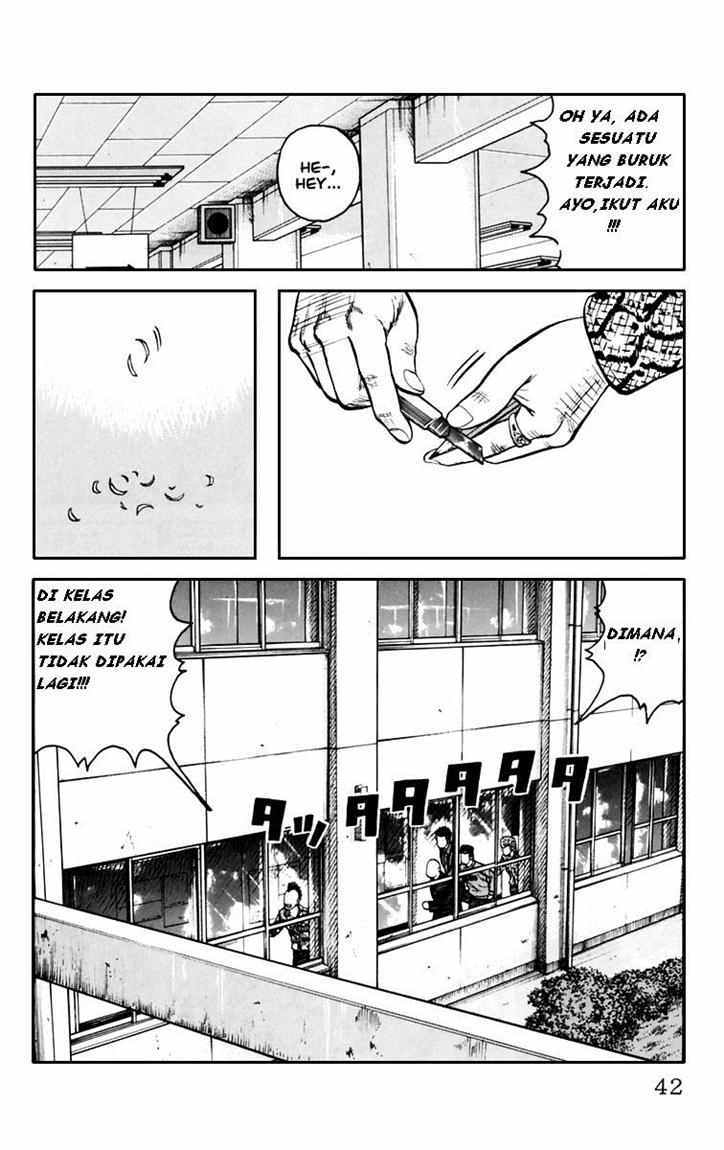 OH YA, ADA
SESUATU
YANG BURUK
TERJADI.
AYO,IKUT AKU
!!!
HE-,
HEY...
DIMANA,
!?
DI KELAS
BELAKANG!
KELAS ITU
TIDAK DIPAKAI
LAGI!!!
タタタタタッ
42